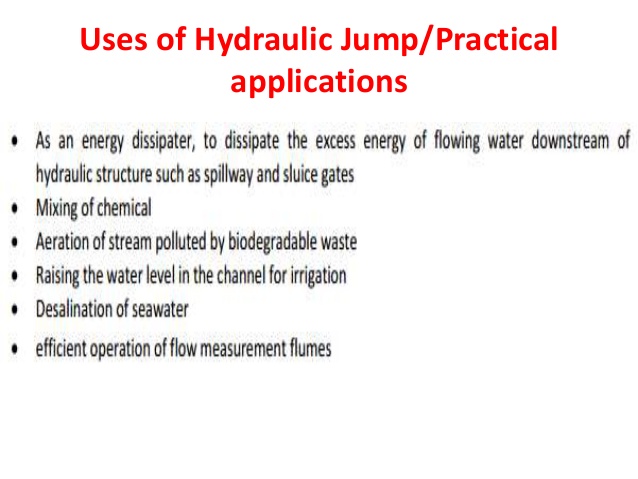 Uses of Hydraulic Jump/Practical
applications
• As an energy dissipater, to dissipate the excess energy of flowing water downstream of
hydraulic structure such as spillway and sluice gates
• Mixing of chemical
• Aeration of stream polluted by biodegradable waste
• Raising the water level in the channel for irrigation
• Desalination of seawater
• efficient operation of flow measurement flumes